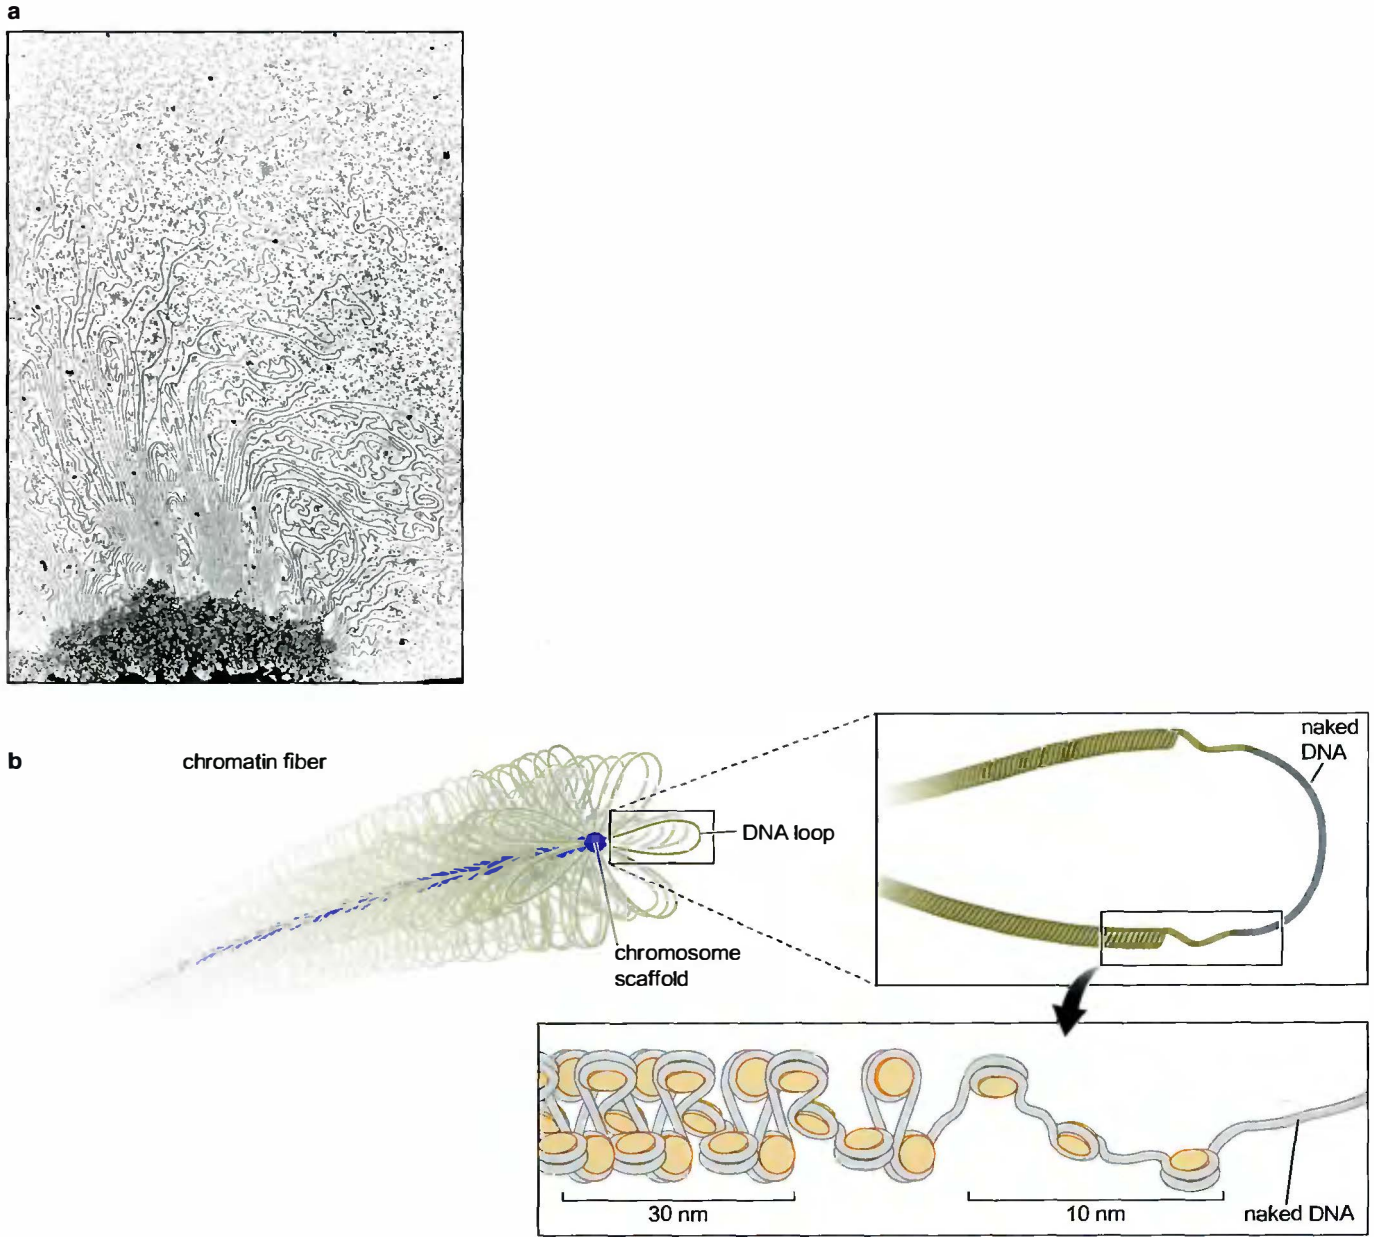 a
b
chromatin fiber
naked
DNA
DNA loop
chromosome
scaffold
30 nm
10 nm
naked DNA